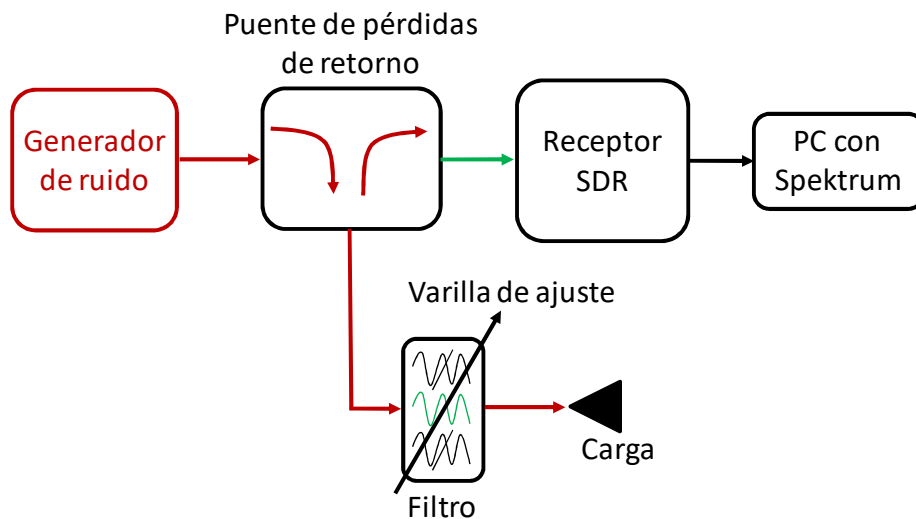 Puente de pérdidas
de retorno
Generador
de ruido
Receptor
SDR
PC con
Spektrum
Varilla de ajuste
Carga
Filtro